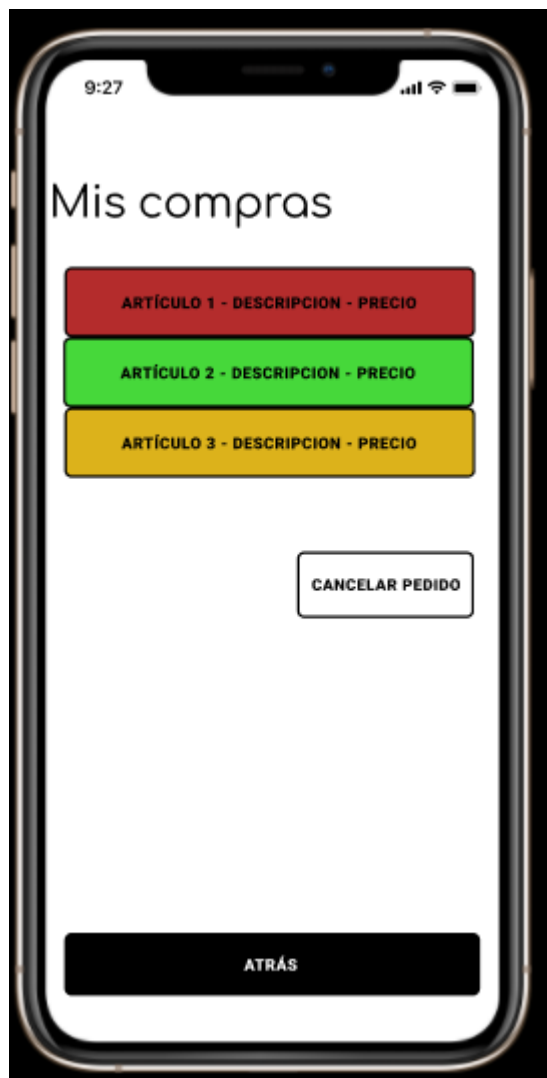 9:27
Mis compras
ARTÍCULO 1 - DESCRIPCION - PRECIO
ARTÍCULO 2 - DESCRIPCION - PRECIO
ARTÍCULO 3 - DESCRIPCION - PRECIO
CANCELAR PEDIDO
ATRÁS